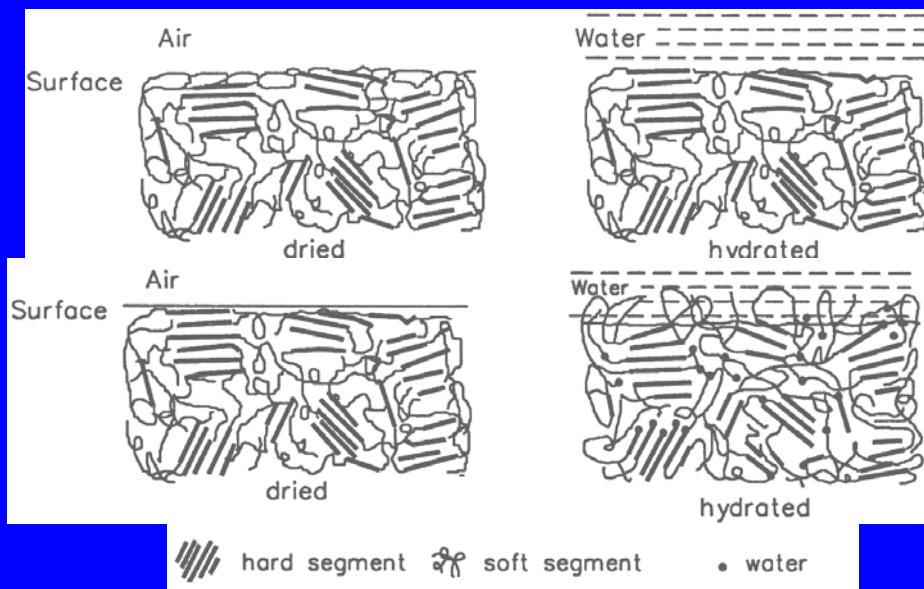 Air
Water
Surface
dried
hydrated
Air
Water
Surface
dried
hydrated
hard segment
soft segment
water